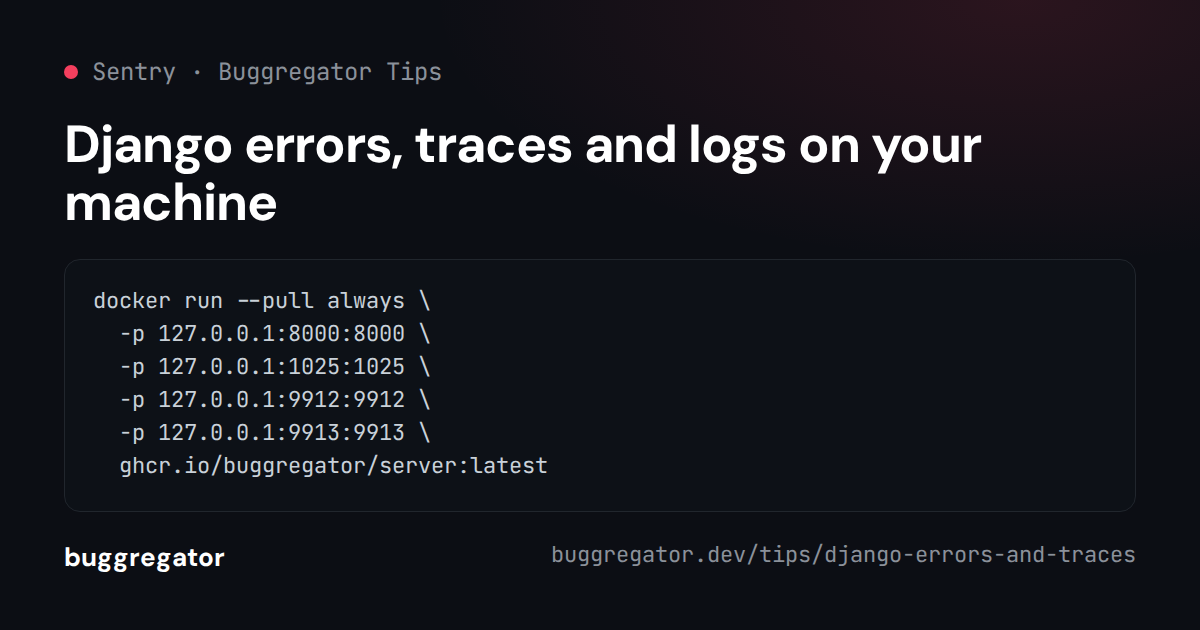 Sentry · Buggregator Tips
Django errors, traces and logs on your
machine
docker run --pull always \
  -p 127.0.0.1:8000:8000 \
  -p 127.0.0.1:1025:1025 \
  -p 127.0.0.1:9912:9912 \
  -p 127.0.0.1:9913:9913 \
  ghcr.io/buggregator/server:latest
buggregator
buggregator.dev/tips/django-errors-and-traces